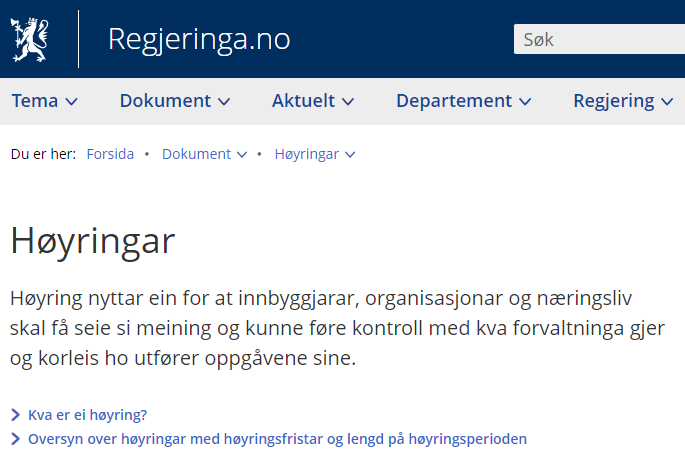 Regjeringa.no
Søk
Tema Dokument Aktuelt Departement Regjering
Du er her: Forsida • Dokument • Høyringar
Høyringar
Høyring nyttar ein for at innbyggjarar, organisasjonar og næringsliv
skal få seie si meining og kunne føre kontroll med kva forvaltninga gjer
og korleis ho utfører oppgåvene sine.
Kva er ei høyring?
Oversyn over høyringar med høyringsfristar og lengd på høyringsperioden